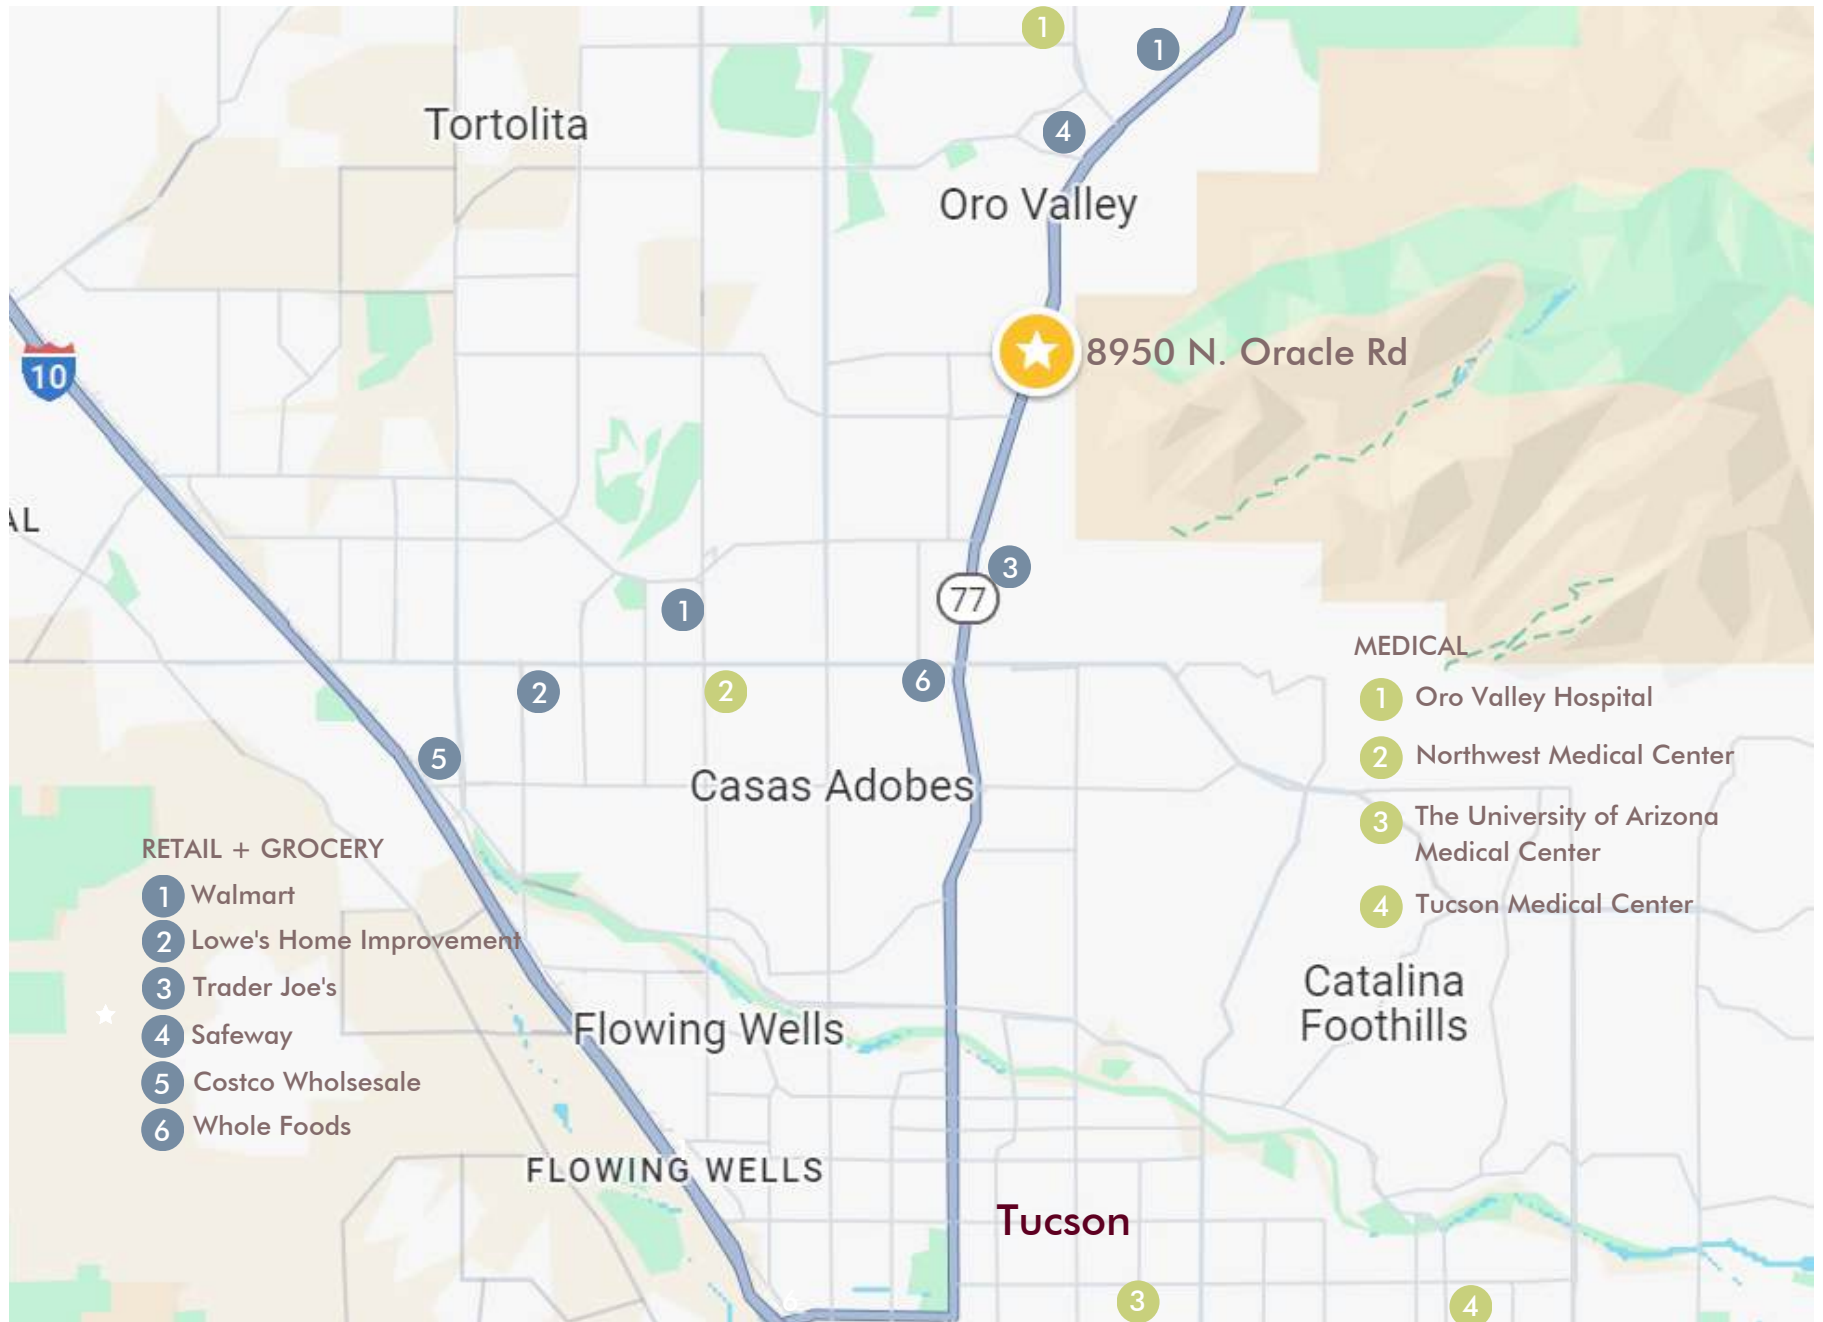 1
1
Tortolita
4
Oro Valley
8950 N. Oracle Rd
10
AL
3
77
1
6
2
2
5
Casas Adobes
MEDICAL
1 Oro Valley Hospital
2 Northwest Medical Center
3 The University of Arizona
Medical Center
4 Tucson Medical Center
RETAIL + GROCERY
1 Walmart
2 Lowe's Home Improvement
3 Trader Joe's
4 Safeway
5 Costco Wholsesale
6 Whole Foods
Catalina
Foothills
Flowing Wells
FLOWING WELLS
Tucson
6
3
4